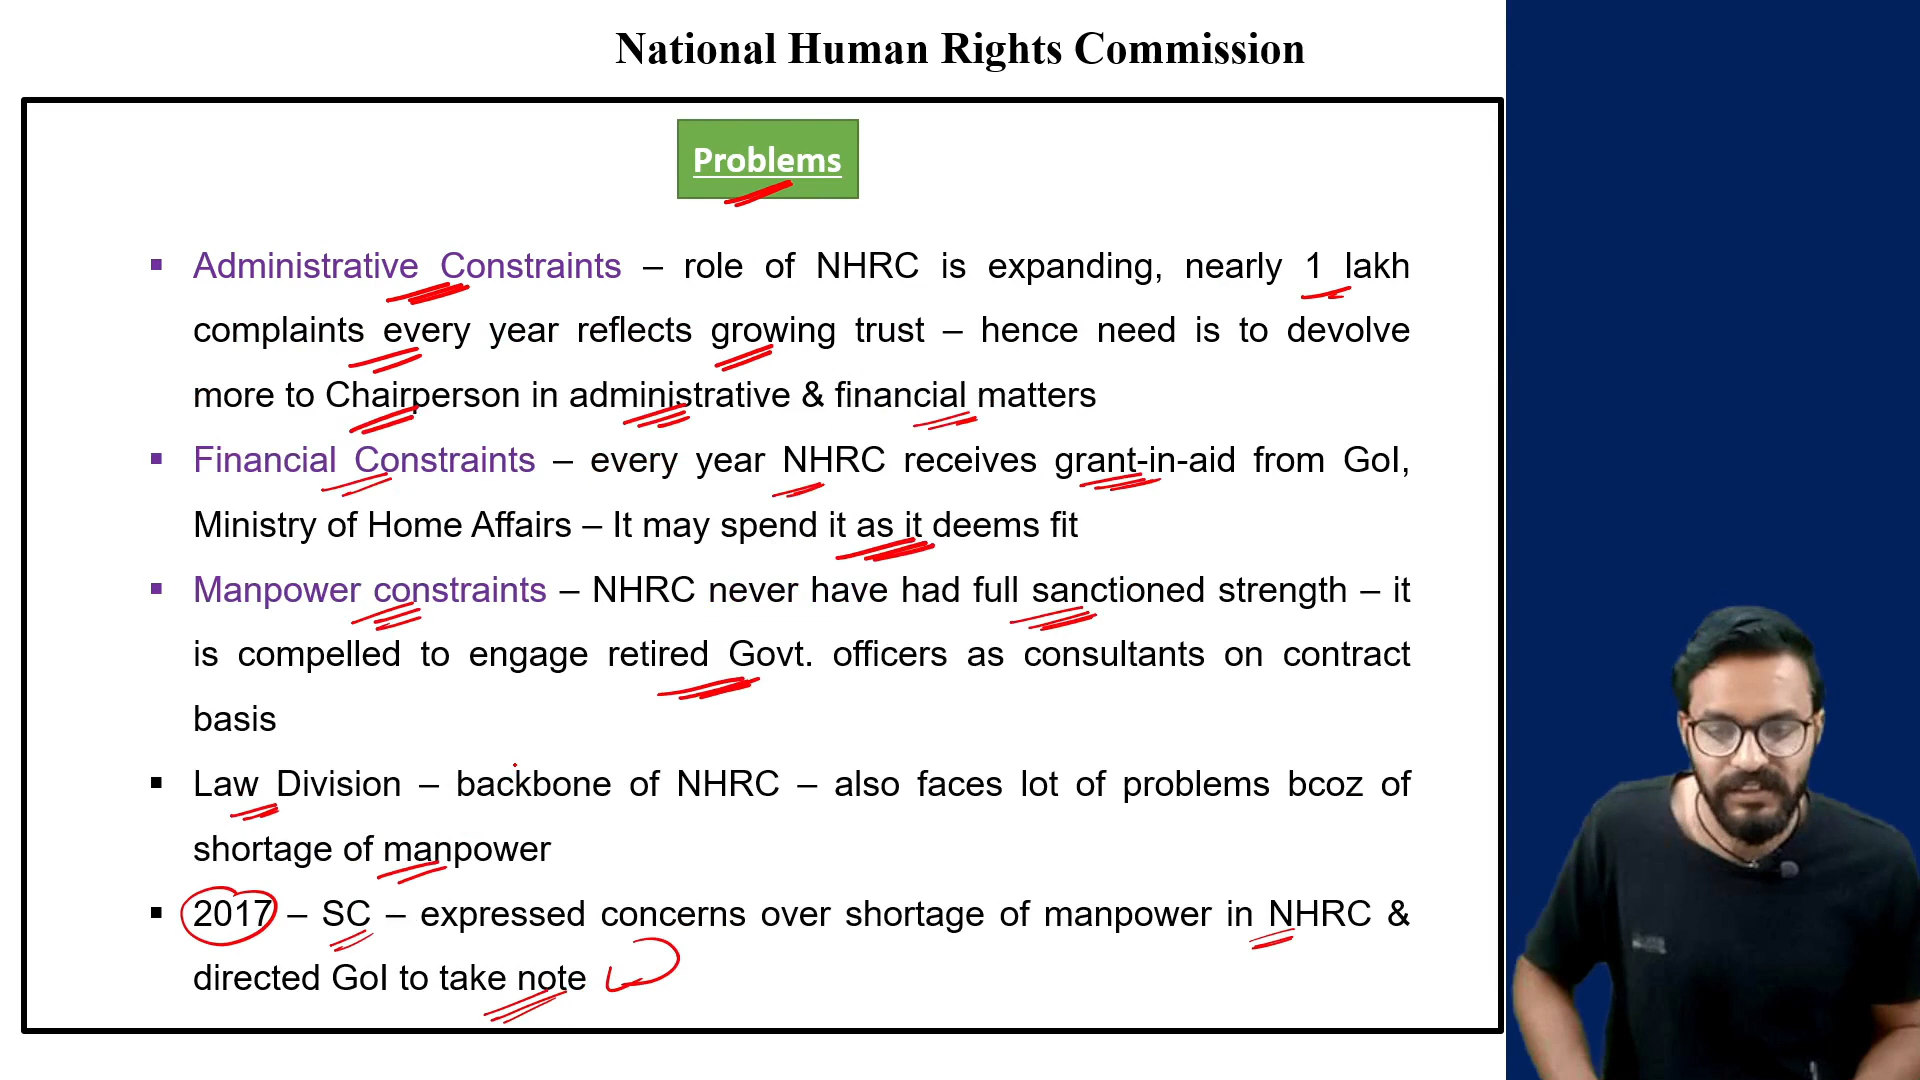 National Human Rights Commission
Problems
▪ Administrative Constraints – role of NHRC is expanding, nearly 1 lakh
complaints every year reflects growing trust – hence need is to devolve
more to Chairperson in administrative & financial matters
▪ Financial Constraints – every year NHRC receives grant-in-aid from GoI,
Ministry of Home Affairs – It may spend it as it deems fit
▪ Manpower constraints – NHRC never have had full sanctioned strength – it
is compelled to engage retired Govt. officers as consultants on contract
basis
▪ Law Division – backbone of NHRC – also faces lot of problems bcoz of
shortage of manpower
▪ 2017 – SC – expressed concerns over shortage of manpower in NHRC &
directed GoI to take note